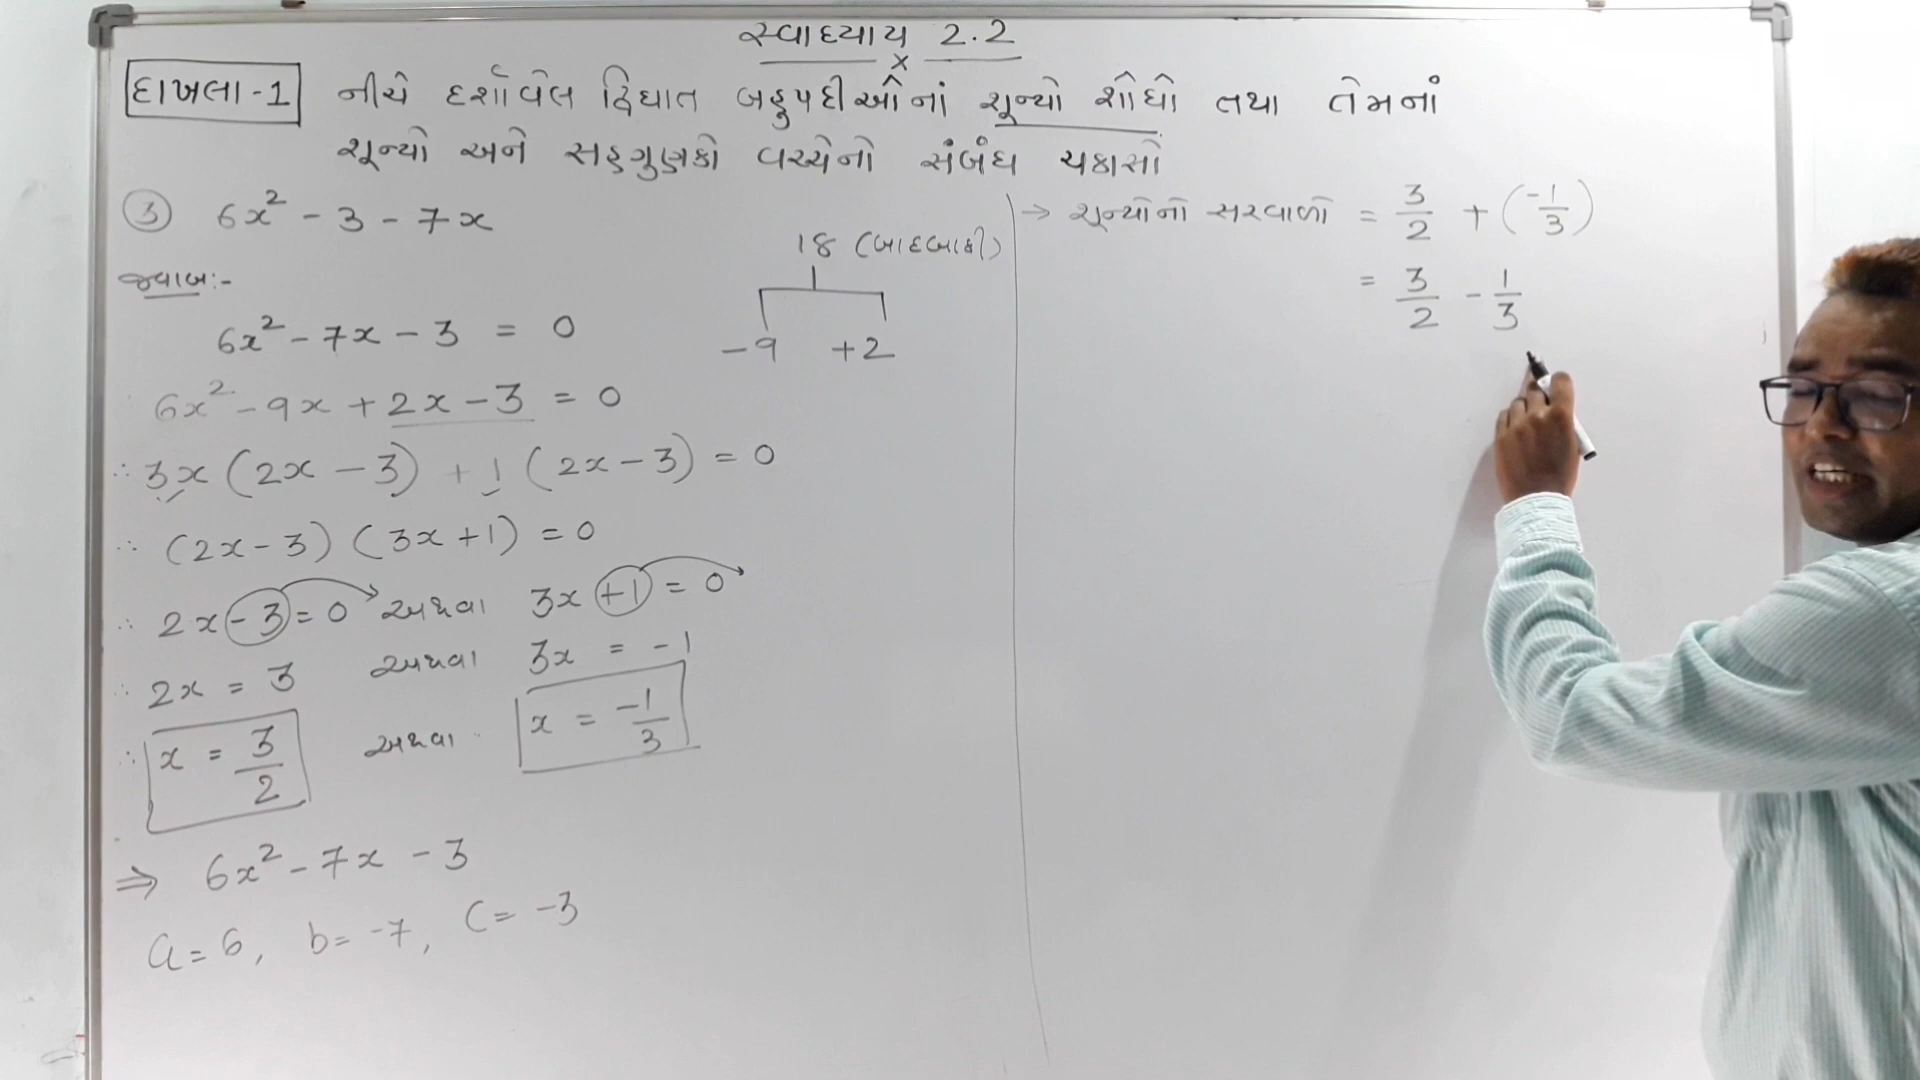 સ્વાધ્યાય 2.2
x
દાખલા-1 નીચે દર્શાવેલ દ્વિઘાત બહુપદીઓનાં શૂન્યો શોધો તથા તેમનાં
શૂન્યો અને સહગુણકો વચ્ચેનો સંબંધ ચકાસો
③ 6x² - 3 - 7x
જવાબ:-
6x² - 7x - 3 = 0
18 (બાદબાકી)
-9 +2
6x² - 9x + 2x - 3 = 0
∴ 3x (2x - 3) + 1 (2x - 3) = 0
∴ (2x - 3) (3x + 1) = 0
∴ 2x - 3 = 0 અથવા 3x + 1 = 0
∴ 2x = 3 અથવા 3x = -1
∴ x = 3/2 અથવા x = -1/3
⇒ 6x² - 7x - 3
a = 6, b = -7, c = -3
→ શૂન્યોનો સરવાળો = 3/2 + (-1/3)
= 3/2 - 1/3